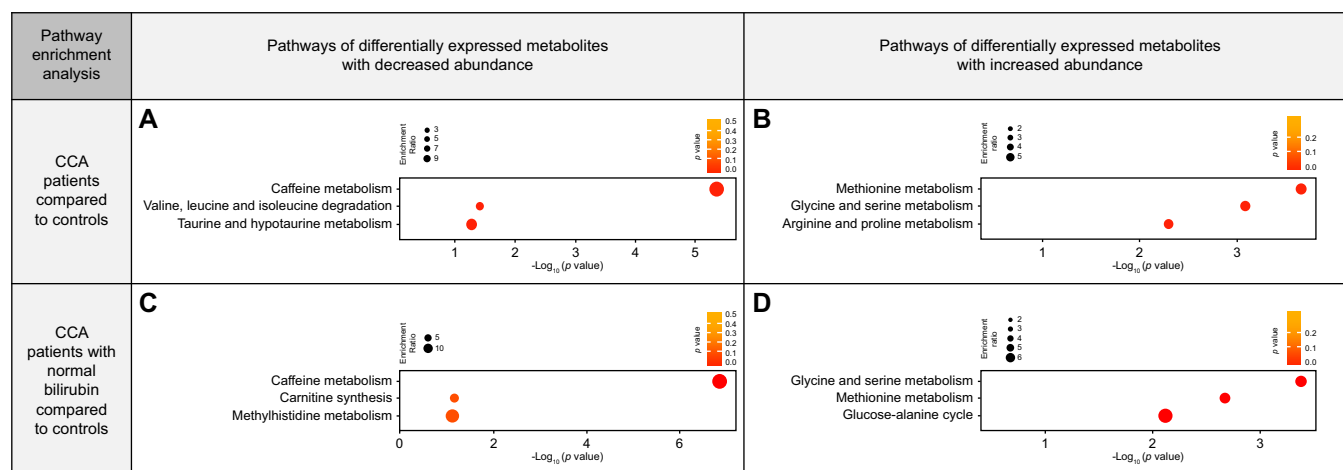 Pathway
enrichment
analysis
Pathways of differentially expressed metabolites
with decreased abundance
Pathways of differentially expressed metabolites
with increased abundance
CCA
patients
compared
to controls
A
Enrichment
Ratio
3
5
7
9
p value
0.5
0.4
0.3
0.2
0.1
0.0
Caffeine metabolism
Valine, leucine and isoleucine degradation
Taurine and hypotaurine metabolism
1 2 3 4 5
-Log10 (p value)
B
Enrichment
ratio
2
3
4
5
p value
0.2
0.1
0.0
Methionine metabolism
Glycine and serine metabolism
Arginine and proline metabolism
1 2 3
-Log10 (p value)
CCA
patients with
normal
bilirubin
compared
to controls
C
Enrichment
Ratio
5
10
p value
0.5
0.4
0.3
0.2
0.1
0.0
Caffeine metabolism
Carnitine synthesis
Methylhistidine metabolism
0 2 4 6
-Log10 (p value)
D
Enrichment
ratio
2
3
4
5
6
p value
0.2
0.1
0.0
Glycine and serine metabolism
Methionine metabolism
Glucose-alanine cycle
1 2 3
-Log10 (p value)